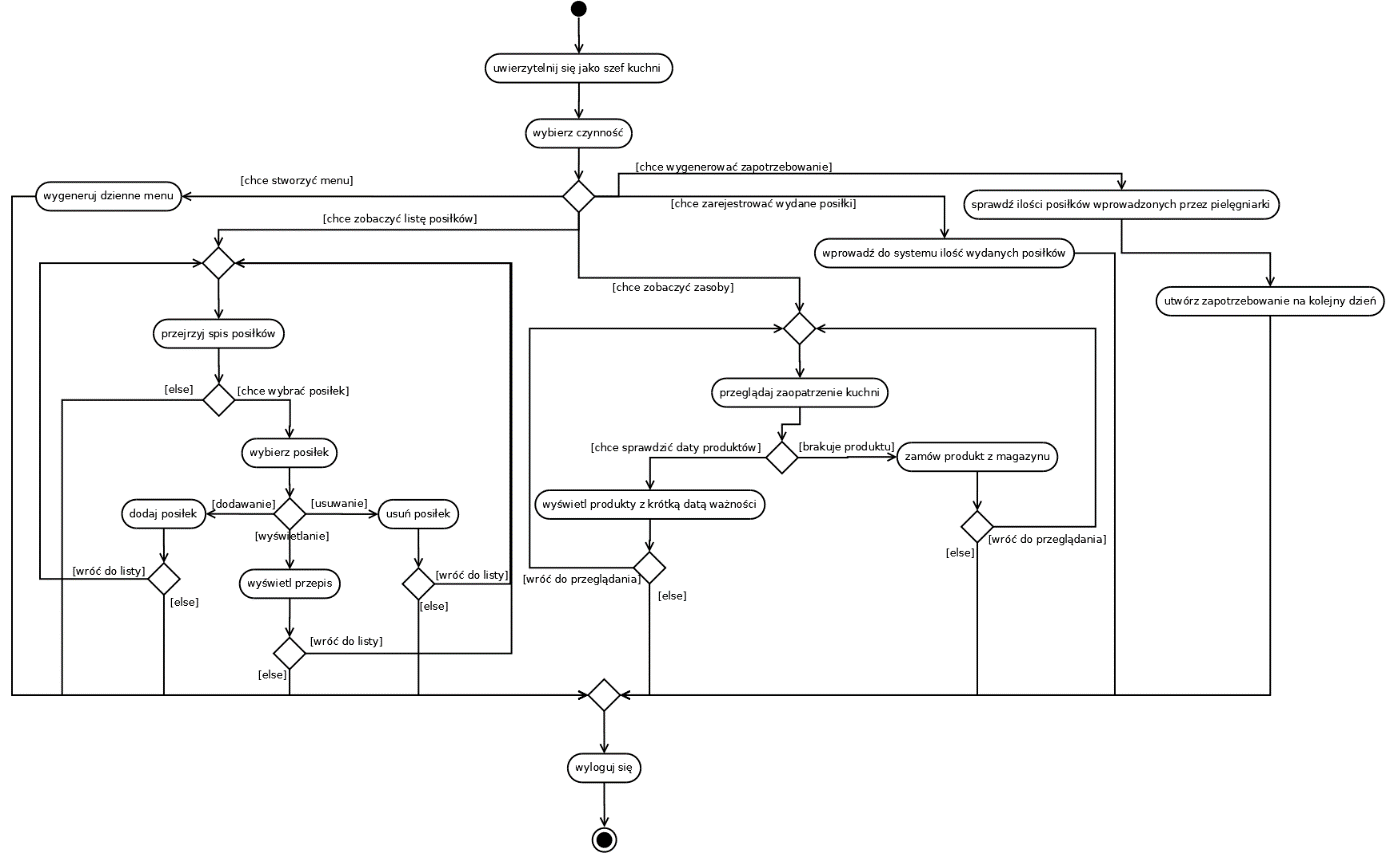 uwierzytelnij się jako szef kuchni
wybierz czynność
[chce wygenerować zapotrzebowanie]
[chce stworzyć menu]
wygeneruj dzienne menu
[chce zarejestrować wydane posiłki]
sprawdź ilości posiłków wprowadzonych przez pielęgniarki
[chce zobaczyć listę posiłków]
wprowadź do systemu ilość wydanych posiłków
[chce zobaczyć zasoby]
utwórz zapotrzebowanie na kolejny dzień
przejrzyj spis posiłków
[else]
[chce wybrać posiłek]
przeglądaj zaopatrzenie kuchni
wybierz posiłek
[chce sprawdzić daty produktów]
[brakuje produktu]
zamów produkt z magazynu
dodaj posiłek
[dodawanie]
[usuwanie]
usuń posiłek
wyświetl produkty z krótką datą ważności
[wyświetlanie]
[else]
[wróć do przeglądania]
[wróć do listy]
wyświetl przepis
[wróć do listy]
[wróć do przeglądania]
[else]
[else]
[else]
[wróć do listy]
[else]
wyloguj się